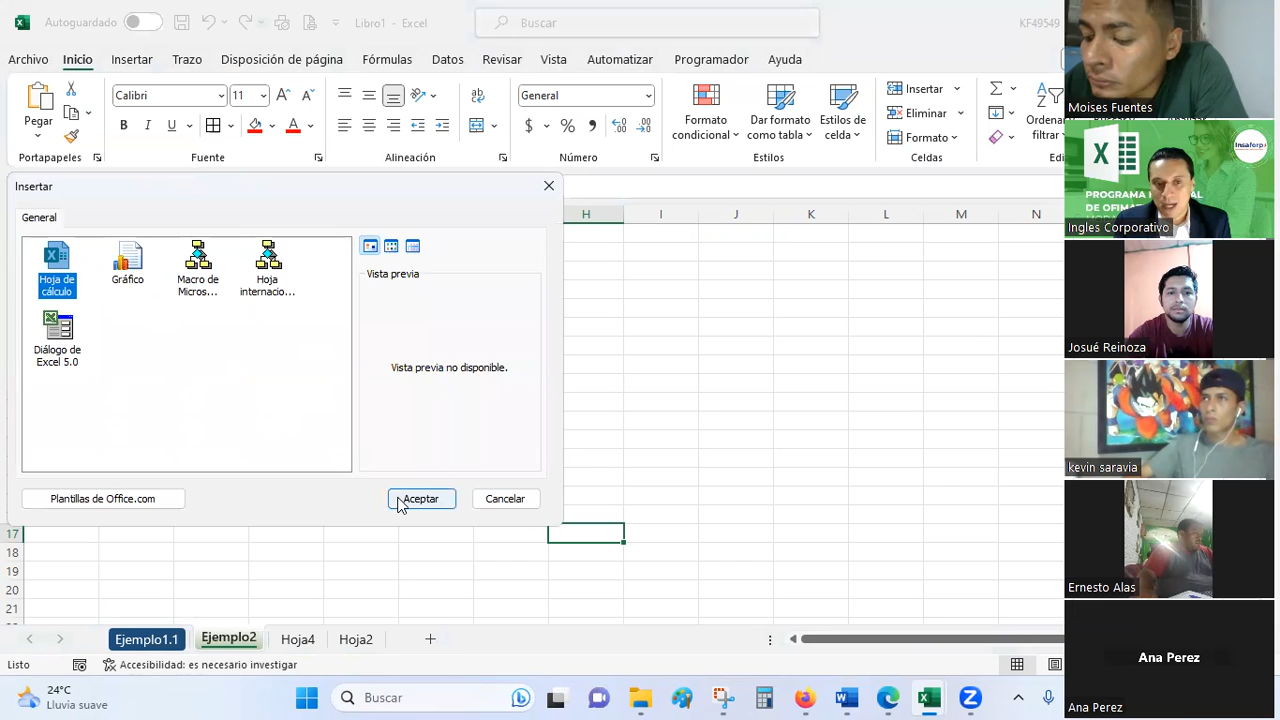 Autoguardado
Libro1 - Excel
Buscar
KF49549
Archivo Inicio Insertar Trazo Disposición de página Fórmulas Datos Revisar Vista Automatizar Programador Ayuda
Pegar
Portapapeles
Calibri 11
N K S
Fuente
Alineación
General
Número
Formato condicional
Dar formato como tabla
Estilos de celda
Estilos
Insertar
Eliminar
Formato
Celdas
Ordena
filtrar
Insertar
General
Hoja de cálculo
Gráfico
Macro de Micros...
Hoja internacio...
Diálogo de Excel 5.0
Vista previa
Vista previa no disponible.
Plantillas de Office.com
Aceptar
Cancelar
H I J K L M N
17
18
19
20
21
Ejemplo1.1 Ejemplo2 Hoja4 Hoja2
Listo
Accesibilidad: es necesario investigar
24°C
Lluvia suave
Buscar
Moises Fuentes
Insaforp
PROGRAMA
DE OFIMA
Ingles Corporativo
Josué Reinoza
kevin saravia
Ernesto Alas
Ana Perez
Ana Perez